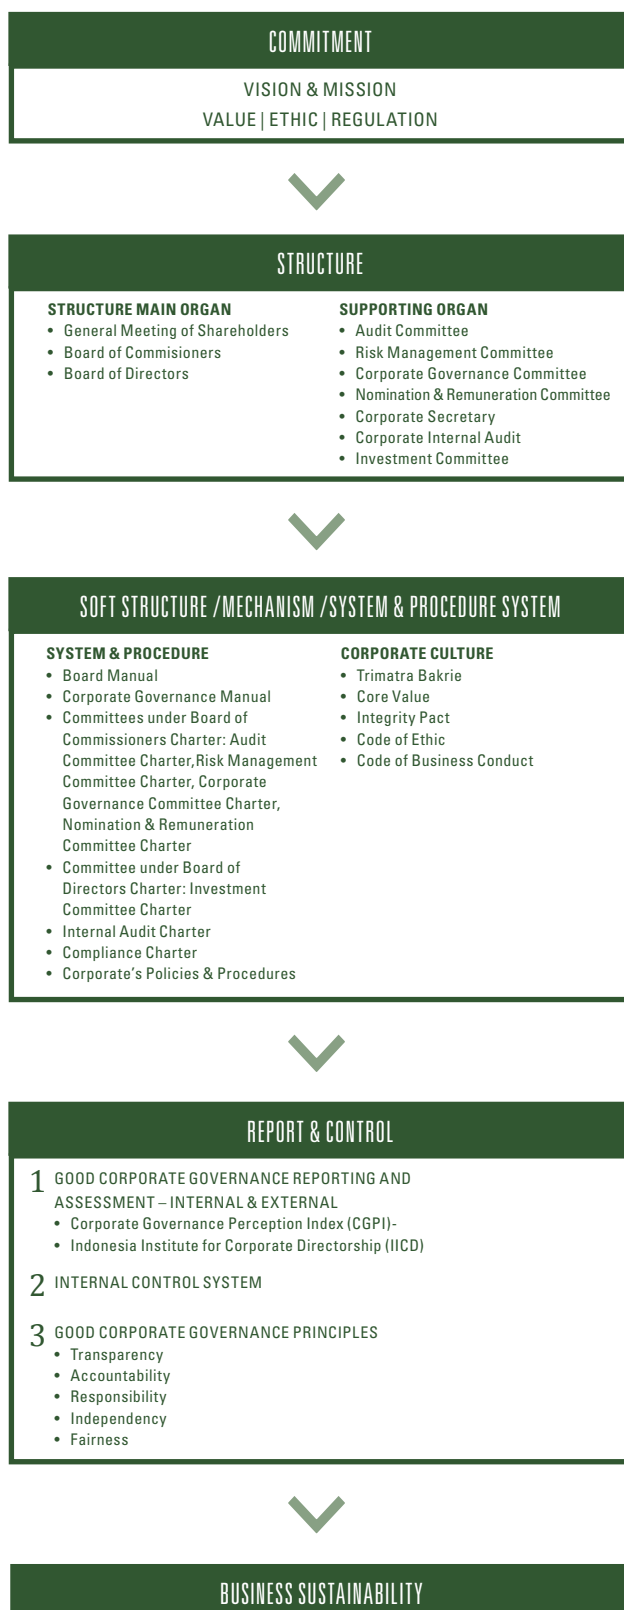 COMMITMENT
VISION & MISSION
VALUE | ETHIC | REGULATION
STRUCTURE
STRUCTURE MAIN ORGAN
• General Meeting of Shareholders
• Board of Commisioners
• Board of Directors
SUPPORTING ORGAN
• Audit Committee
• Risk Management Committee
• Corporate Governance Committee
• Nomination & Remuneration Committee
• Corporate Secretary
• Corporate Internal Audit
• Investment Committee
SOFT STRUCTURE /MECHANISM /SYSTEM & PROCEDURE SYSTEM
SYSTEM & PROCEDURE
• Board Manual
• Corporate Governance Manual
• Committees under Board of
Commissioners Charter: Audit
Committee Charter,Risk Management
Committee Charter, Corporate
Governance Committee Charter,
Nomination & Remuneration
Committee Charter
• Committee under Board of
Directors Charter: Investment
Committee Charter
• Internal Audit Charter
• Compliance Charter
• Corporate's Policies & Procedures
CORPORATE CULTURE
• Trimatra Bakrie
• Core Value
• Integrity Pact
• Code of Ethic
• Code of Business Conduct
REPORT & CONTROL
1 GOOD CORPORATE GOVERNANCE REPORTING AND
ASSESSMENT – INTERNAL & EXTERNAL
• Corporate Governance Perception Index (CGPI)-
• Indonesia Institute for Corporate Directorship (IICD)
2 INTERNAL CONTROL SYSTEM
3 GOOD CORPORATE GOVERNANCE PRINCIPLES
• Transparency
• Accountability
• Responsibility
• Independency
• Fairness
BUSINESS SUSTAINABILITY